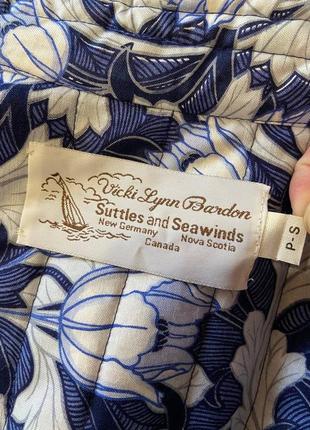 Vicki Lynn Bardon
Suttles and Seawinds
New Germany Nova Scotia
Canada
P-S